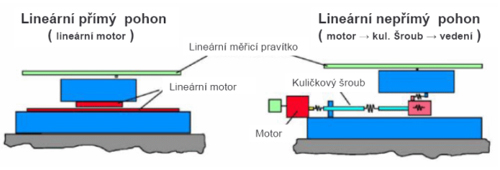 Lineární přímý pohon
( lineární motor )
Lineární nepřímý pohon
( motor → kul. Šroub → vedení )
Lineární měřicí pravítko
Lineární motor
Kuličkový šroub
Motor